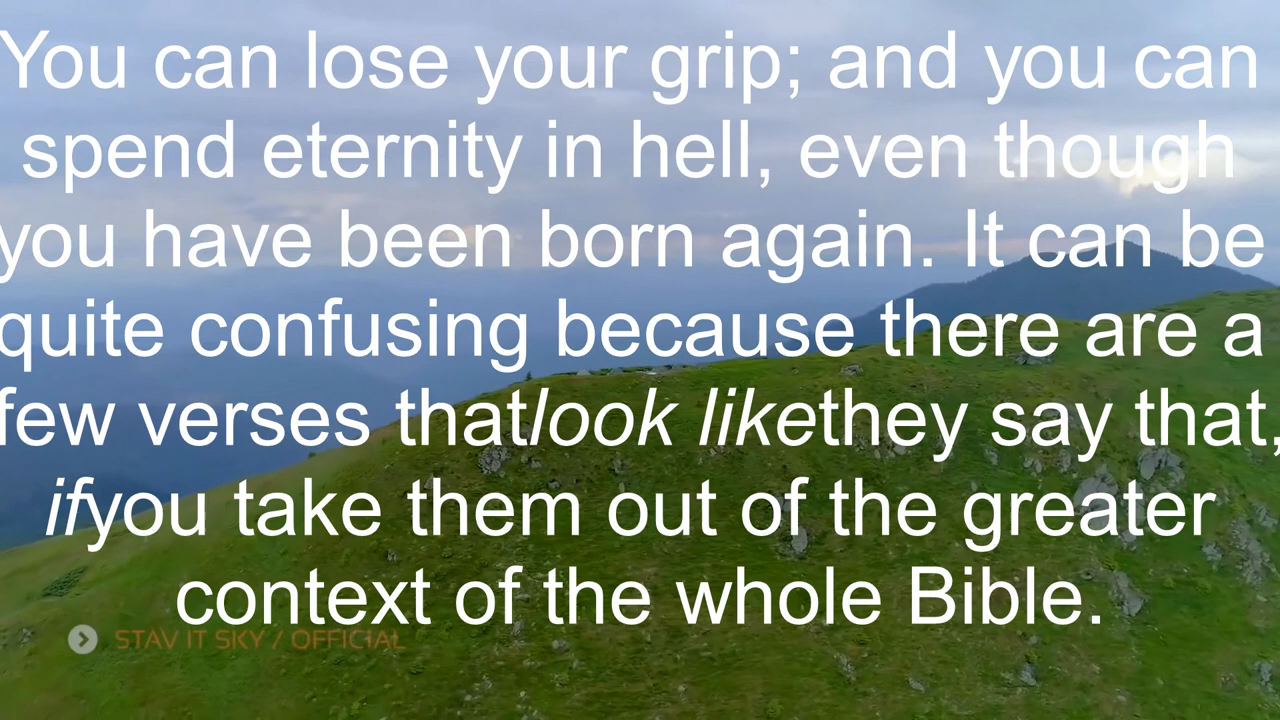 You can lose your grip; and you can
spend eternity in hell, even though
you have been born again. It can be
quite confusing because there are a
few verses thatlook likethey say that,
ifyou take them out of the greater
context of the whole Bible.
STAV IT SKY / OFFICIAL